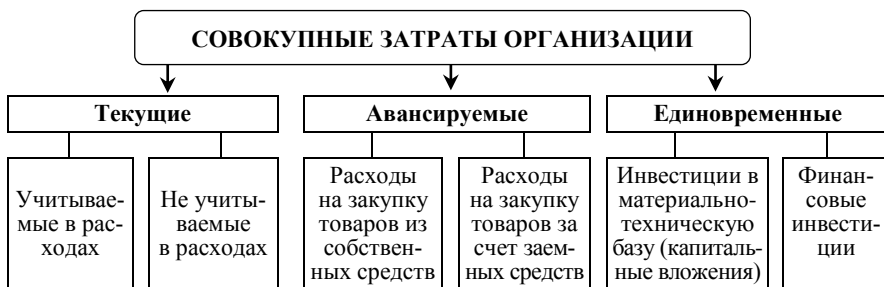 СОВОКУПНЫЕ ЗАТРАТЫ ОРГАНИЗАЦИИ
Текущие
Авансируемые
Единовременные
Учитывае-
мые в рас-
ходах
Не учиты-
ваемые
в расходах
Расходы
на закупку
товаров из
собствен-
ных средств
Расходы
на закупку
товаров за
счет заем-
ных средств
Инвестиции в
материально-
техническую
базу (капиталь-
ные вложения)
Финан-
совые
инвести-
ции